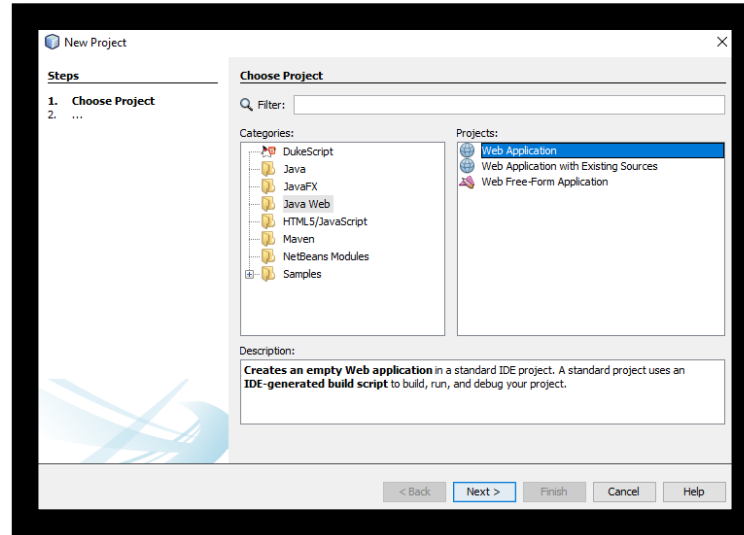 New Project
Steps
1. Choose Project
2. ...
Choose Project
Filter:
Categories:
DukeScript
Java
JavaFX
Java Web
HTML5/JavaScript
Maven
NetBeans Modules
Samples
Projects:
Web Application
Web Application with Existing Sources
Web Free-Form Application
Description:
Creates an empty Web application in a standard IDE project. A standard project uses an
IDE-generated build script to build, run, and debug your project.
< Back Next > Finish Cancel Help